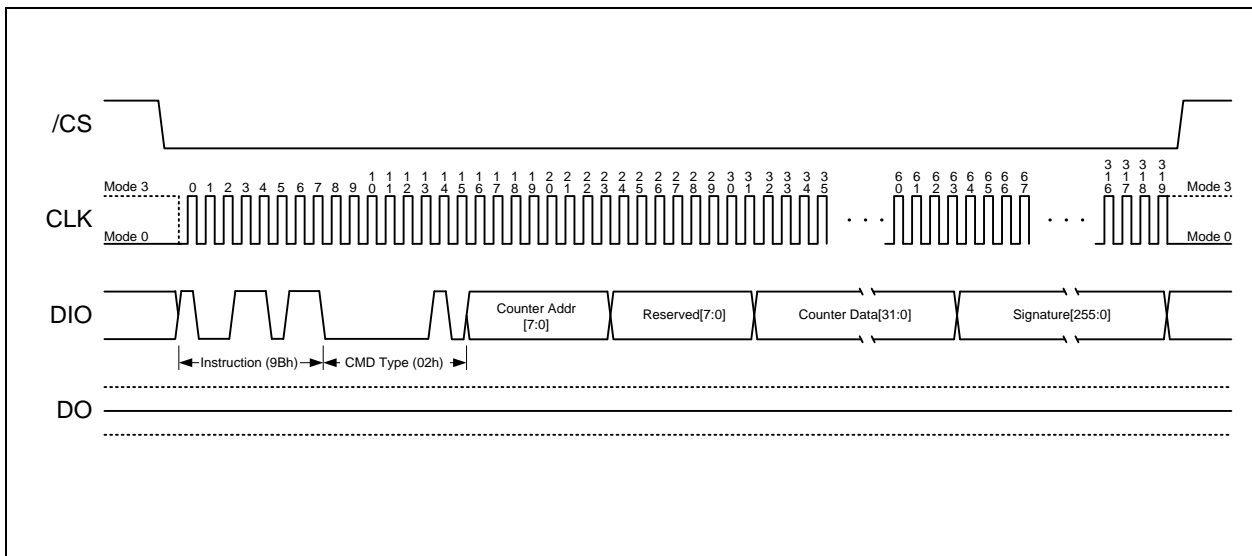 /CS
Mode 3
0 1 2 3 4 5 6 7 8 9 10 11 12 13 14 15 16 17 18 19 20 21 22 23 24 25 26 27 28 29 30 31 32 33 34 35 60 61 62 63 64 65 66 67 316 317 318 319
Mode 3
CLK
Mode 0
. . .
. . .
Mode 0
DIO
Counter Addr
[7:0]
Reserved[7:0]
Counter Data[31:0]
Signature[255:0]
Instruction (9Bh)
CMD Type (02h)
DO